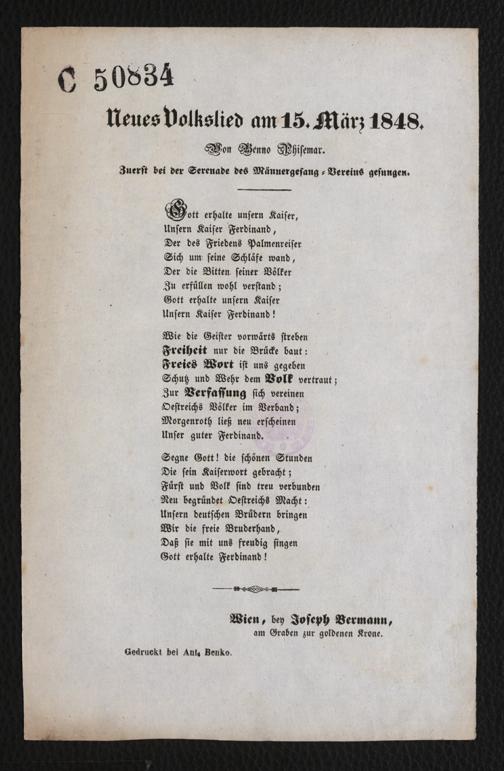 C 50834
Neues Volkslied am 15. März 1848.
Von Benno Phisemar.
Zuerst bei der Serenade des Männergesang-Vereins gesungen.
Gott erhalte unsern Kaiser,
Unsern Kaiser Ferdinand,
Der des Friedens Palmenreiser
Sich um seine Schläfe wand,
Der die Bitten seiner Völker
Zu erfüllen wohl verstand;
Gott erhalte unsern Kaiser
Unsern Kaiser Ferdinand!
Wie die Geister vorwärts streben
Freiheit nur die Brücke baut:
Freies Wort ist uns gegeben
Schutz und Wehr dem Volk vertraut;
Zur Verfassung sich vereinen
Oestreichs Völker im Verband;
Morgenroth ließ neu erscheinen
Unser guter Ferdinand.
Segne Gott! die schönen Stunden
Die sein Kaiserwort gebracht;
Fürst und Volk sind treu verbunden
Neu begründet Oestreichs Macht:
Unsern deutschen Brüdern bringen
Wir die freie Bruderhand,
Daß sie mit uns freudig singen
Gott erhalte Ferdinand!
Wien, bey Joseph Bermann,
am Graben zur goldenen Krone.
Gedruckt bei Ant. Benko.